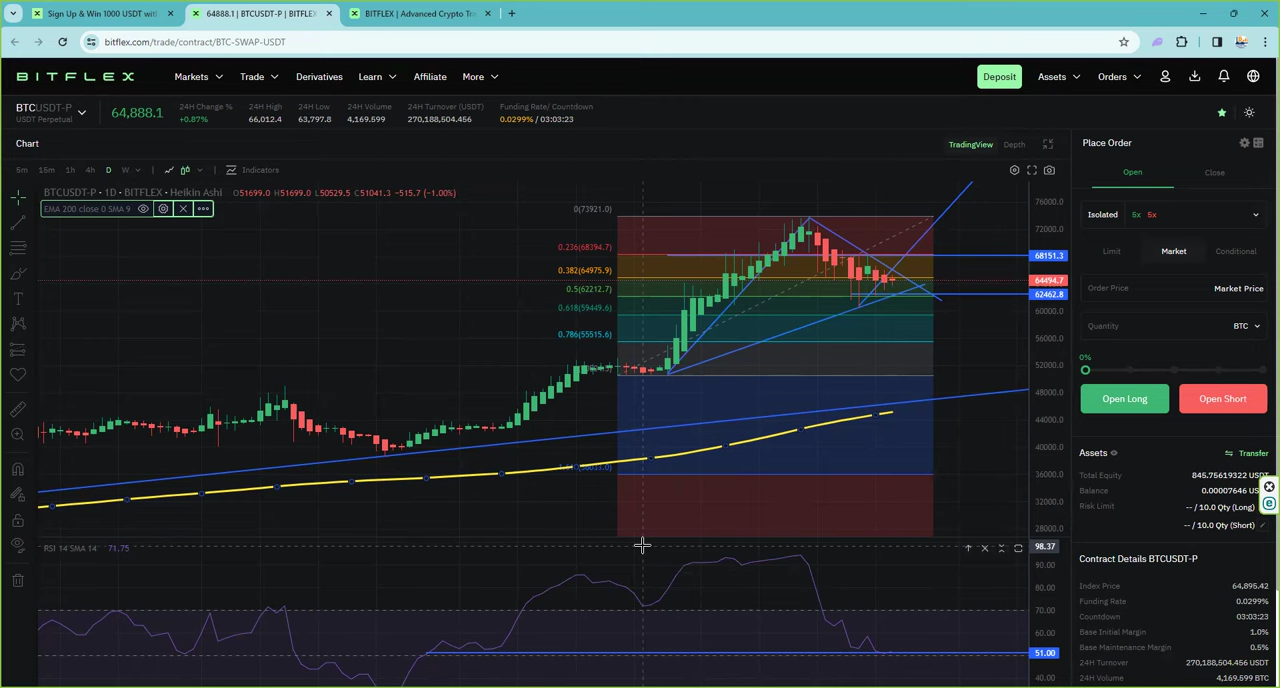 Sign Up & Win 1000 USDT with
64888.1 | BTCUSDT-P | BITFLEX
BITFLEX | Advanced Crypto Tra
bitflex.com/trade/contract/BTC-SWAP-USDT
BITFLEX
Markets
Trade
Derivatives
Learn
Affiliate
More
Deposit
Assets
Orders
BTCUSDT-P
USDT Perpetual
64,888.1
24H Change %
+0.87%
24H High
66,012.4
24H Low
63,797.8
24H Volume
4,169.599
24H Turnover (USDT)
270,188,504.456
Funding Rate/ Countdown
0.0299% / 03:03:23
Chart
TradingView
Depth
5m 15m 1h 4h D W
Indicators
BTCUSDT-P · 1D · BITFLEX · Heikin Ashi O51699.0 H51699.0 L50529.5 C51041.3 -515.7 (-1.00%)
EMA 200 close 0 SMA 9
0(73921.0)
0.236(68394.7)
0.382(64975.9)
0.5(62212.7)
0.618(59449.6)
0.786(55515.6)
76000.0
72000.0
68151.3
64494.7
62462.8
60000.0
56000.0
52000.0
48000.0
44000.0
40000.0
36000.0
32000.0
28000.0
RSI 14 SMA 14 71.75
98.37
90.00
80.00
70.00
60.00
51.00
40.00
Place Order
Open
Close
Isolated 5x 5x
Limit
Market
Conditional
Order Price
Market Price
Quantity
BTC
0%
Open Long
Open Short
Assets
Transfer
Total Equity
845.75619322 USDT
Balance
0.00007646 US
Risk Limit
-- / 10.0 Qty (Long)
-- / 10.0 Qty (Short)
Contract Details BTCUSDT-P
Index Price
64,895.42
Funding Rate
0.0299%
Countdown
03:03:23
Base Initial Margin
1.0%
Base Maintenance Margin
0.5%
24H Turnover
270,188,504.456 USDT
24H Volume
4,169.599 BTC